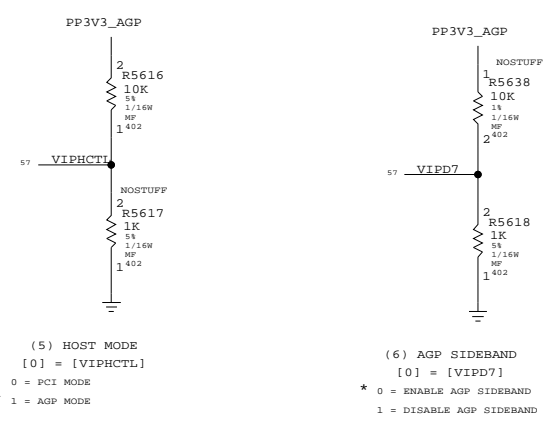 PP3V3_AGP
2
R5616
10K
5%
1/16W
MF
402
1
57 VIPHCTL
NOSTUFF
2
R5617
1K
5%
1/16W
MF
402
1
(5) HOST MODE
[0] = [VIPHCTL]
0 = PCI MODE
1 = AGP MODE
PP3V3_AGP
NOSTUFF
1
R5638
10K
1%
1/16W
MF
402
2
57 VIPD7
2
R5618
1K
5%
1/16W
MF
402
1
(6) AGP SIDEBAND
[0] = [VIPD7]
* 0 = ENABLE AGP SIDEBAND
1 = DISABLE AGP SIDEBAND